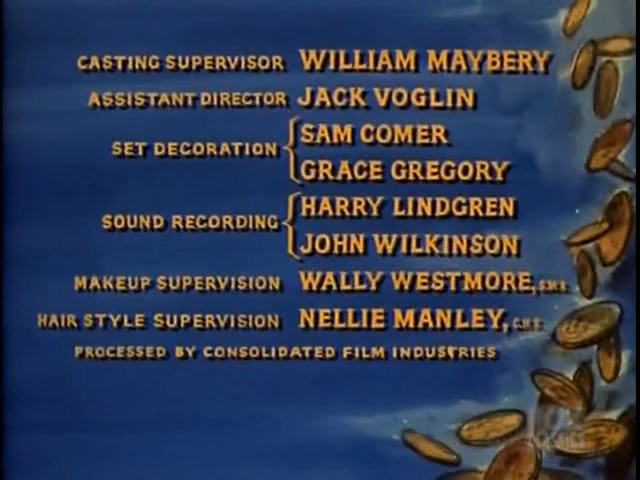 CASTING SUPERVISOR WILLIAM MAYBERY
ASSISTANT DIRECTOR JACK VOGLIN
SET DECORATION SAM COMER
GRACE GREGORY
SOUND RECORDING HARRY LINDGREN
JOHN WILKINSON
MAKEUP SUPERVISION WALLY WESTMORE,
HAIR STYLE SUPERVISION NELLIE MANLEY,
PROCESSED BY CONSOLIDATED FILM INDUSTRIES